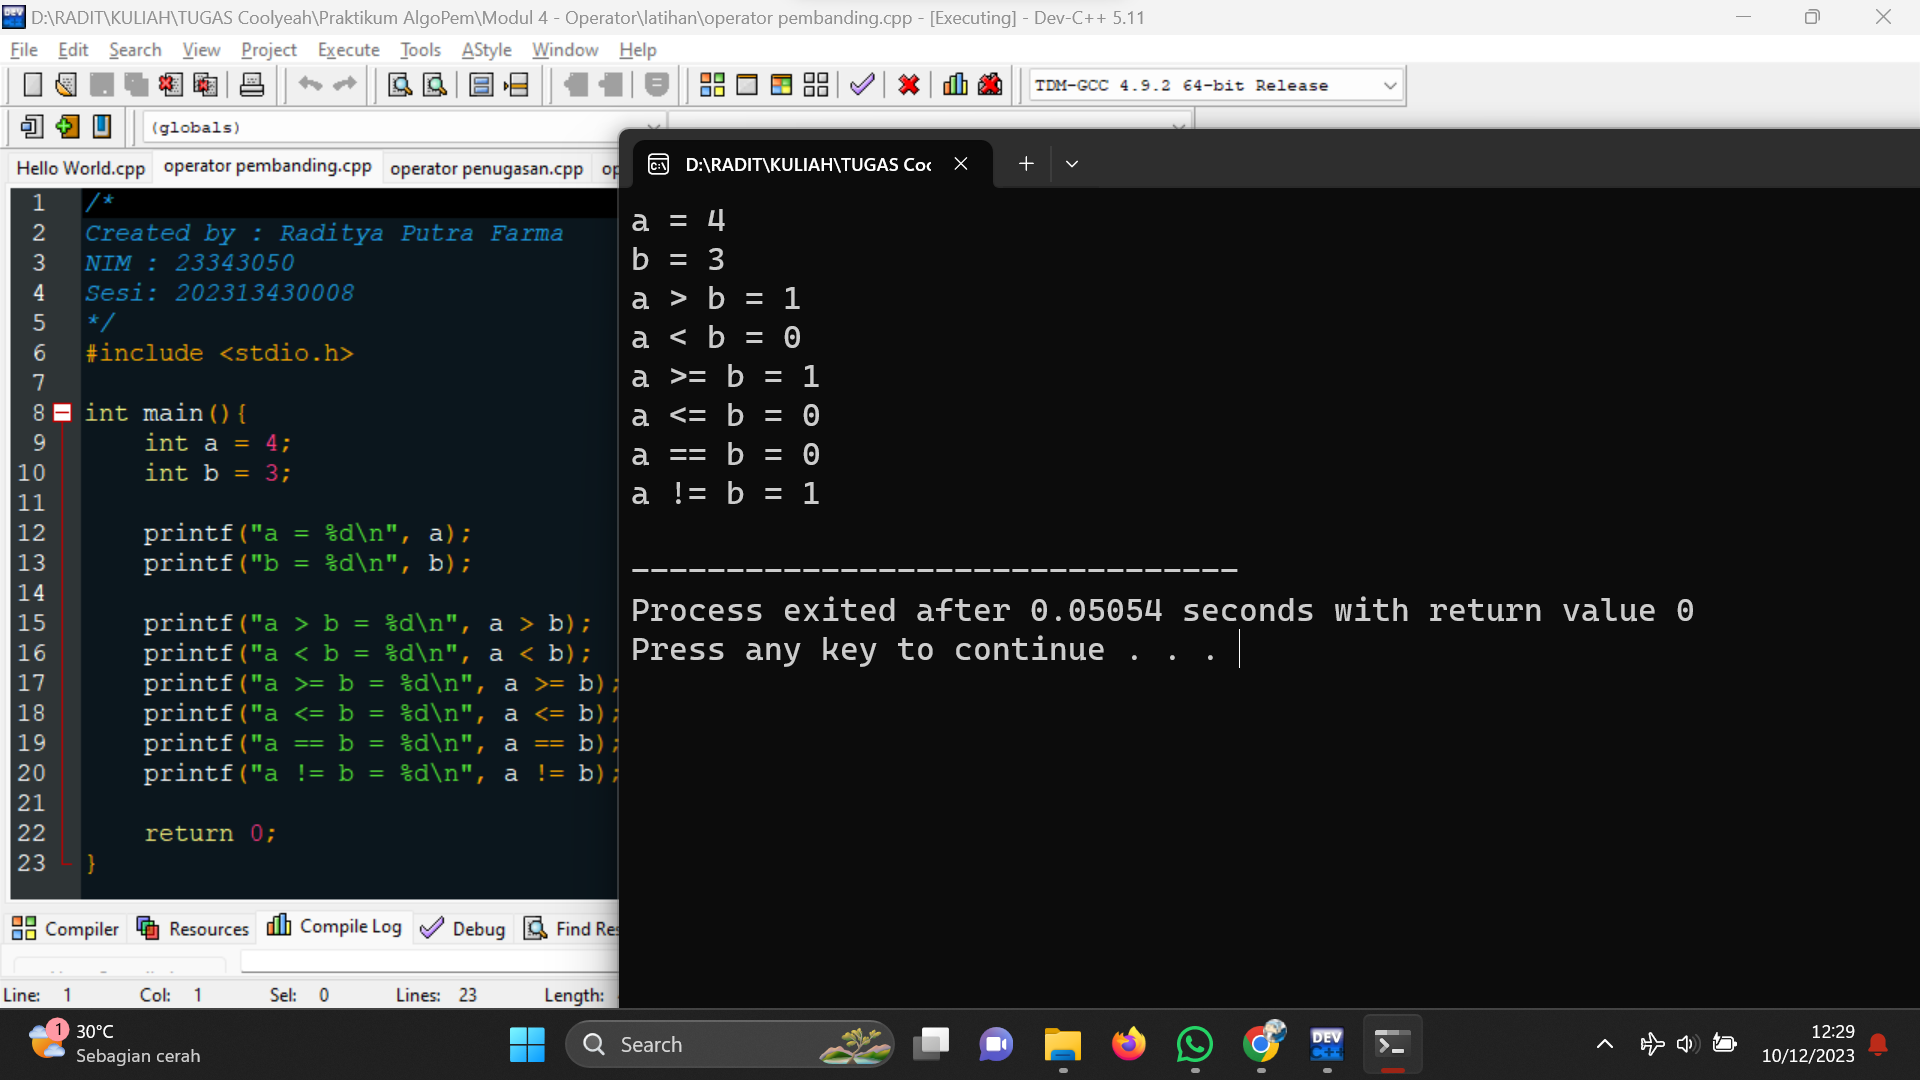 D:\RADIT\KULIAH\TUGAS Coolyeah\Praktikum AlgoPem\Modul 4 - Operator\latihan\operator pembanding.cpp - [Executing] - Dev-C++ 5.11
File Edit Search View Project Execute Tools AStyle Window Help
TDM-GCC 4.9.2 64-bit Release
(globals)
Hello World.cpp operator pembanding.cpp operator penugasan.cpp
1 /*
2 Created by : Raditya Putra Farma
3 NIM : 23343050
4 Sesi: 202313430008
5 */
6 #include <stdio.h>
7
8 int main(){
9 int a = 4;
10 int b = 3;
11
12 printf("a = %d\n", a);
13 printf("b = %d\n", b);
14
15 printf("a > b = %d\n", a > b);
16 printf("a < b = %d\n", a < b);
17 printf("a >= b = %d\n", a >= b);
18 printf("a <= b = %d\n", a <= b);
19 printf("a == b = %d\n", a == b);
20 printf("a != b = %d\n", a != b);
21
22 return 0;
23 }
D:\RADIT\KULIAH\TUGAS Coo
a = 4
b = 3
a > b = 1
a < b = 0
a >= b = 1
a <= b = 0
a == b = 0
a != b = 1
--------------------------------
Process exited after 0.05054 seconds with return value 0
Press any key to continue . . .
Compiler Resources Compile Log Debug Find Res
Line: 1 Col: 1 Sel: 0 Lines: 23 Length:
1 30°C
Sebagian cerah
Search
DEV C++
12:29
10/12/2023